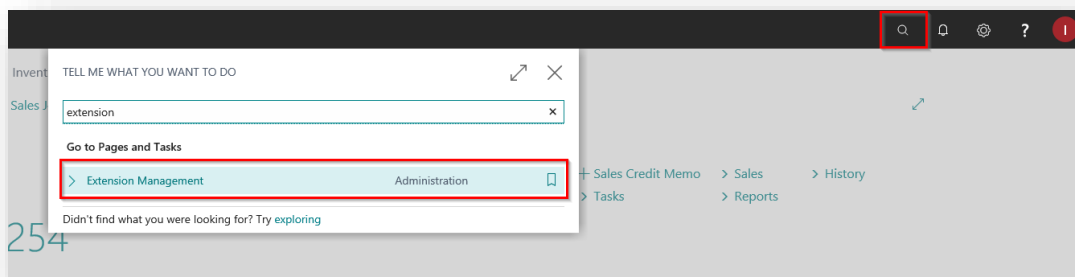 ?
I
Invent
TELL ME WHAT YOU WANT TO DO
Sales J
extension
Go to Pages and Tasks
Extension Management Administration
+ Sales Credit Memo > Sales > History
> Tasks > Reports
Didn't find what you were looking for? Try exploring
254